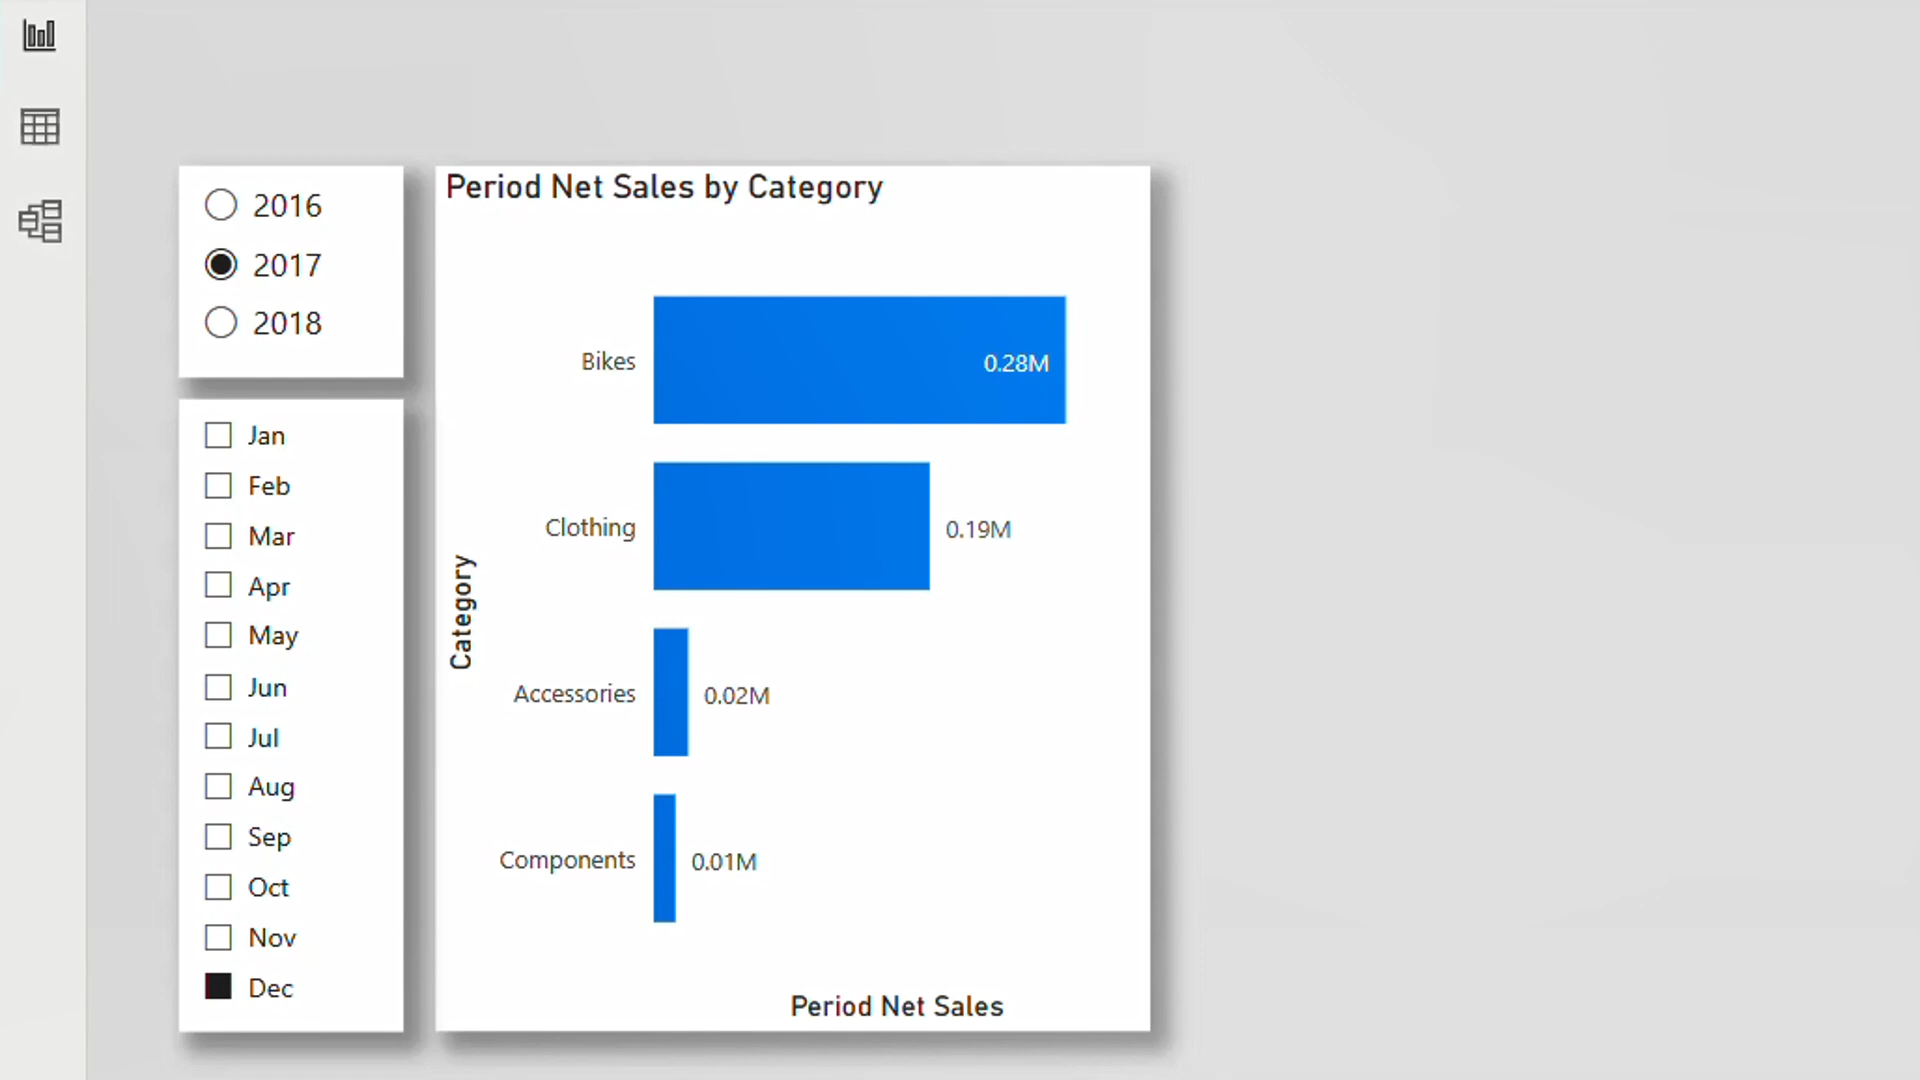 2016
2017
2018
Jan
Feb
Mar
Apr
May
Jun
Jul
Aug
Sep
Oct
Nov
Dec
Period Net Sales by Category
Category
Bikes
0.28M
Clothing
0.19M
Accessories
0.02M
Components
0.01M
Period Net Sales